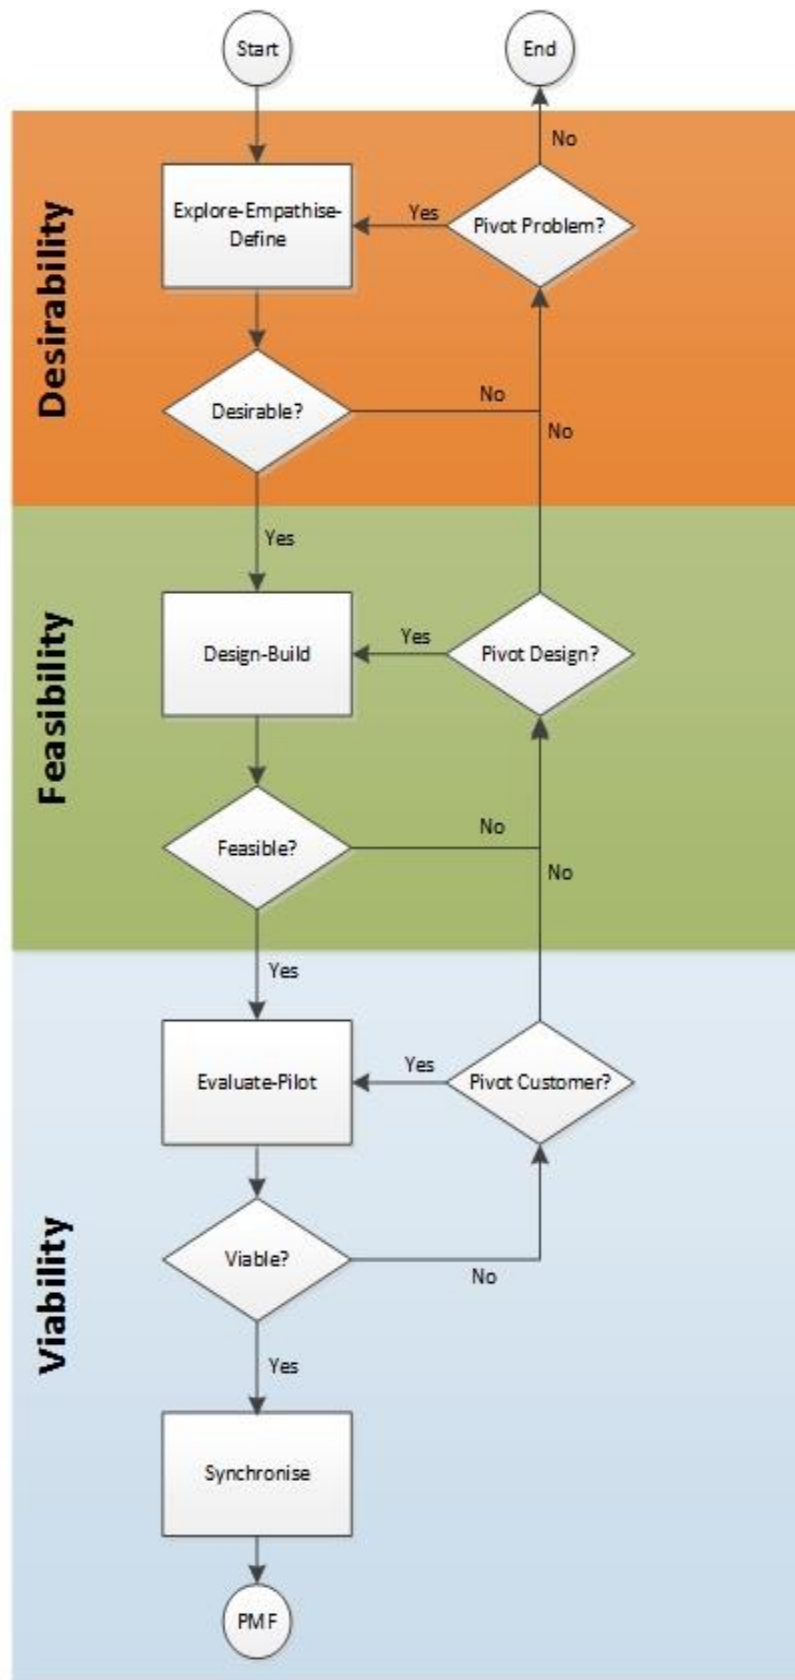 Start
End
No
Desirability
Explore-Empathise-
Define
Yes
Pivot Problem?
Desirable?
No
No
Yes
Feasibility
Design-Build
Yes
Pivot Design?
Feasible?
No
No
Yes
Viability
Evaluate-Pilot
Yes
Pivot Customer?
Viable?
No
Yes
Synchronise
PMF